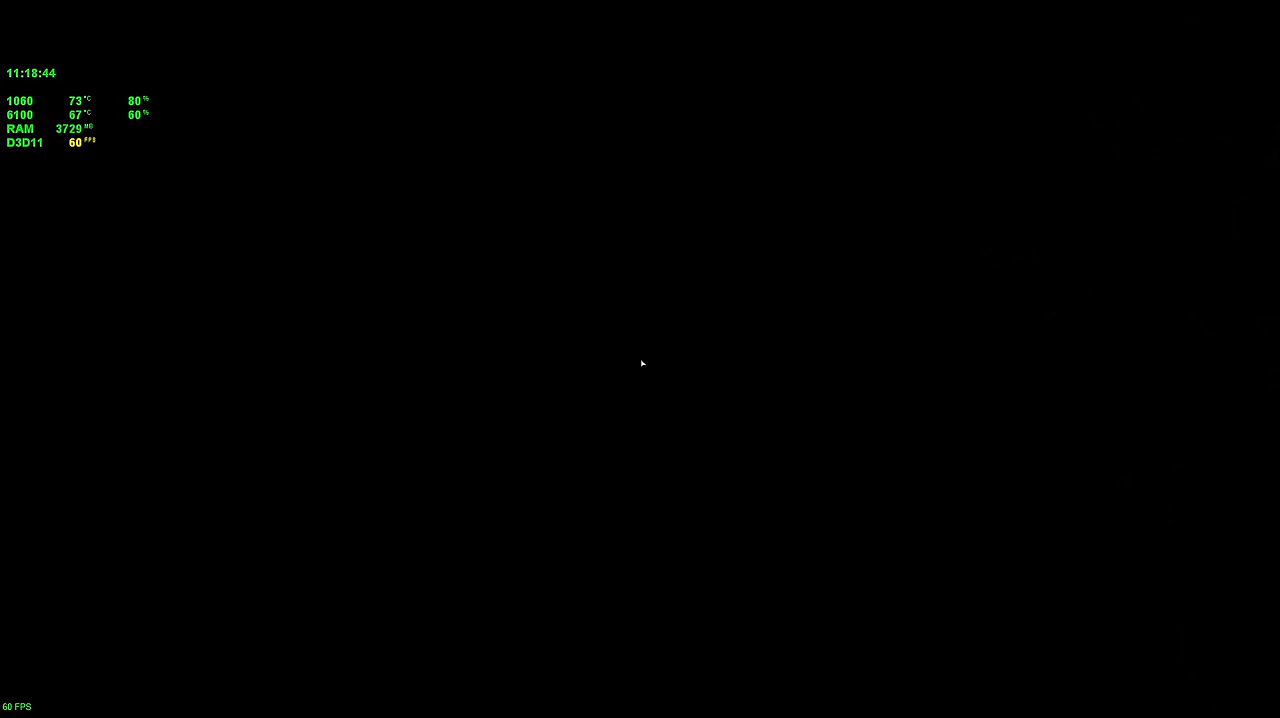 11:18:44
1060 73 °C 80 %
6100 67 °C 60 %
RAM 3729 MB
D3D11 60 FPS
60 FPS